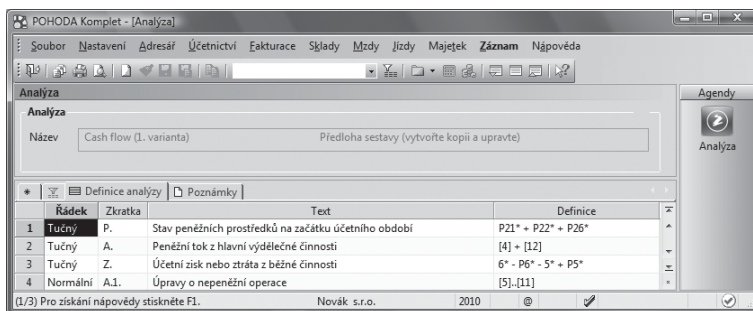 POHODA Komplet - [Analýza]
Soubor Nastavení Adresář Účetnictví Fakturace Sklady Mzdy Jízdy Majetek Záznam Nápověda
Analýza
Agendy
Analýza
Název Cash flow (1. varianta) Předloha sestavy (vytvořte kopii a upravte)
Analýza
* Definice analýzy Poznámky
Řádek Zkratka Text Definice
1 Tučný P. Stav peněžních prostředků na začátku účetního období P21* + P22* + P26*
2 Tučný A. Peněžní tok z hlavní výdělečné činnosti [4] + [12]
3 Tučný Z. Účetní zisk nebo ztráta z běžné činnosti 6* - P6* - 5* + P5*
4 Normální A.1. Úpravy o nepeněžní operace [5]..[11]
(1/3) Pro získání nápovědy stiskněte F1. Novák s.r.o. 2010 @